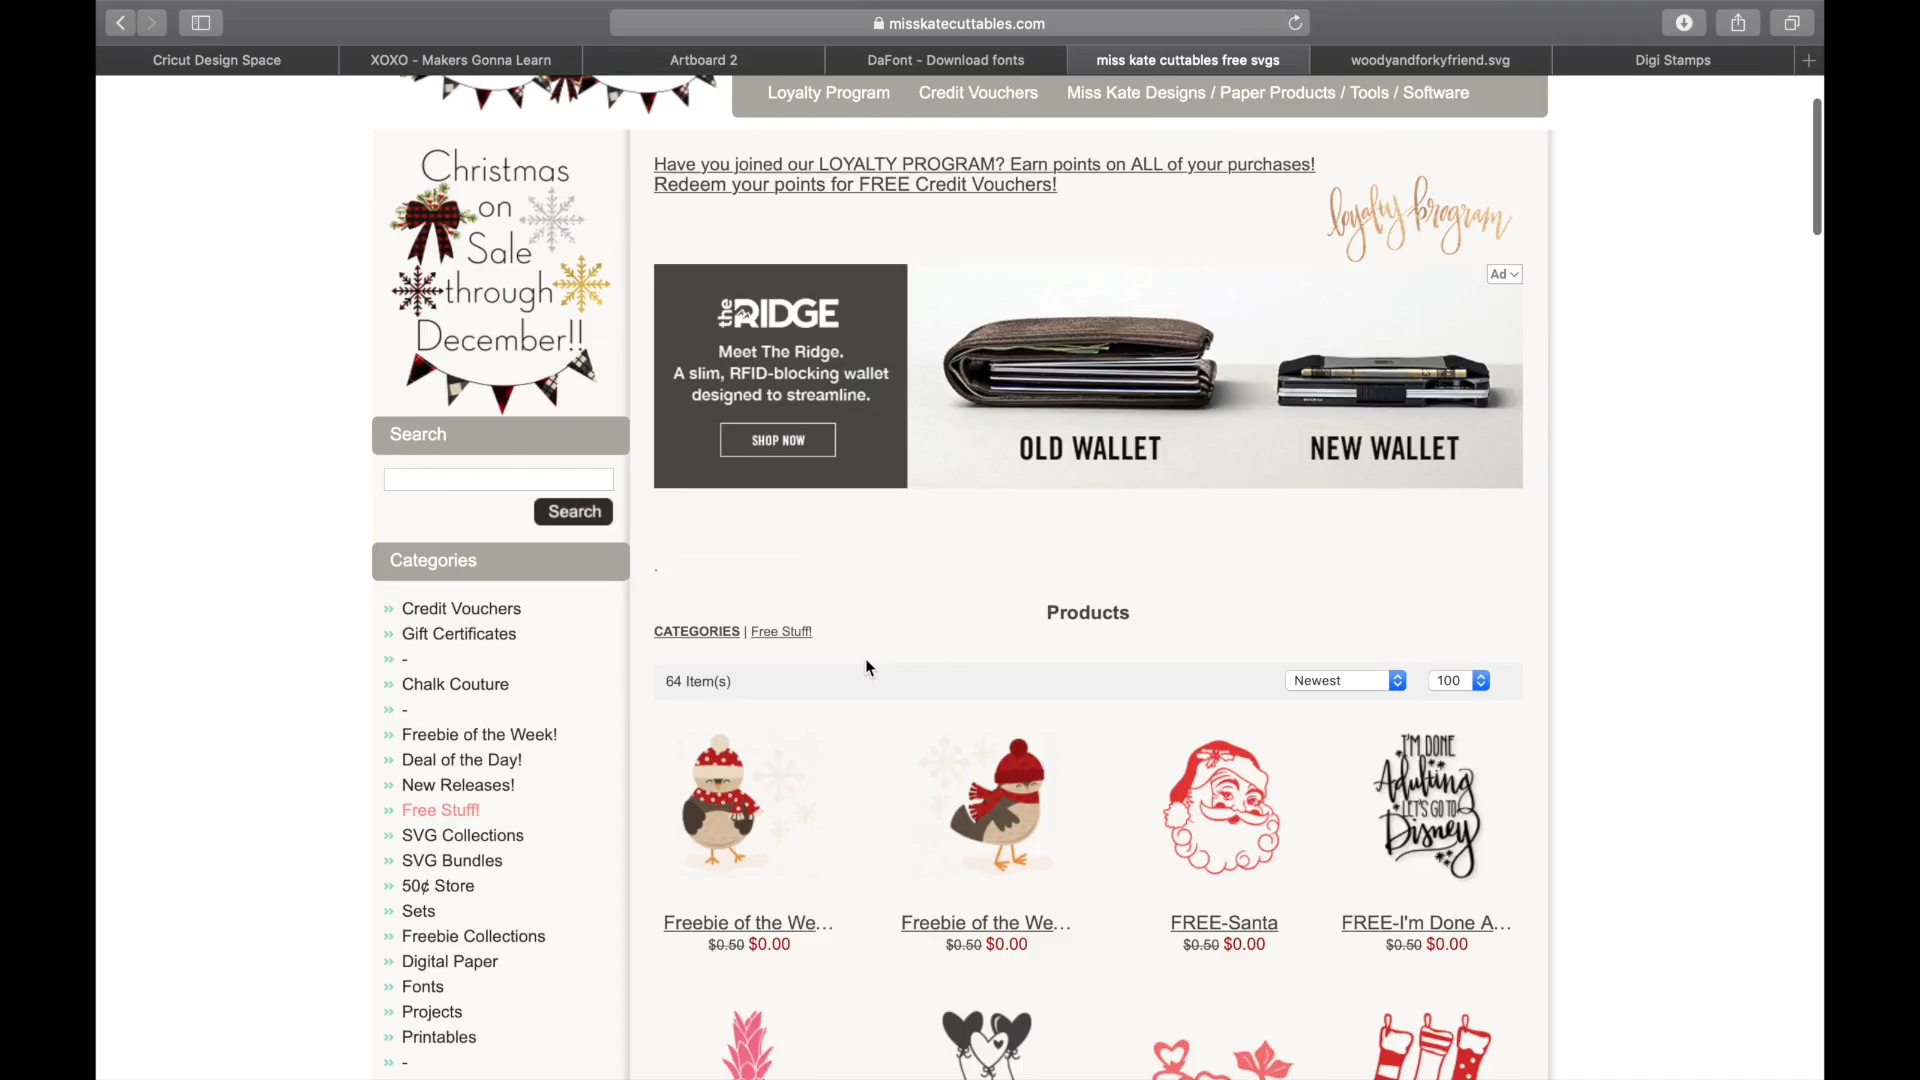 misskatecuttables.com
Cricut Design Space
XOXO - Makers Gonna Learn
Artboard 2
DaFont - Download fonts
miss kate cuttables free svgs
woodyandforkyfriend.svg
Digi Stamps
Loyalty Program
Credit Vouchers
Miss Kate Designs / Paper Products / Tools / Software
Christmas
on
Sale
through
December!!
Have you joined our LOYALTY PROGRAM? Earn points on ALL of your purchases!
Redeem your points for FREE Credit Vouchers!
loyalty program
Ad
the RIDGE
Meet The Ridge.
A slim, RFID-blocking wallet
designed to streamline.
SHOP NOW
OLD WALLET
NEW WALLET
Search
Search
Categories
» Credit Vouchers
» Gift Certificates
» -
» Chalk Couture
» -
» Freebie of the Week!
» Deal of the Day!
» New Releases!
» Free Stuff!
» SVG Collections
» SVG Bundles
» 50¢ Store
» Sets
» Freebie Collections
» Digital Paper
» Fonts
» Projects
» Printables
» -
.
Products
CATEGORIES | Free Stuff!
64 Item(s)
Newest
100
I'M DONE
Adulting
LET'S GO TO
Disney
Freebie of the We...
$0.50 $0.00
Freebie of the We...
$0.50 $0.00
FREE-Santa
$0.50 $0.00
FREE-I'm Done A...
$0.50 $0.00